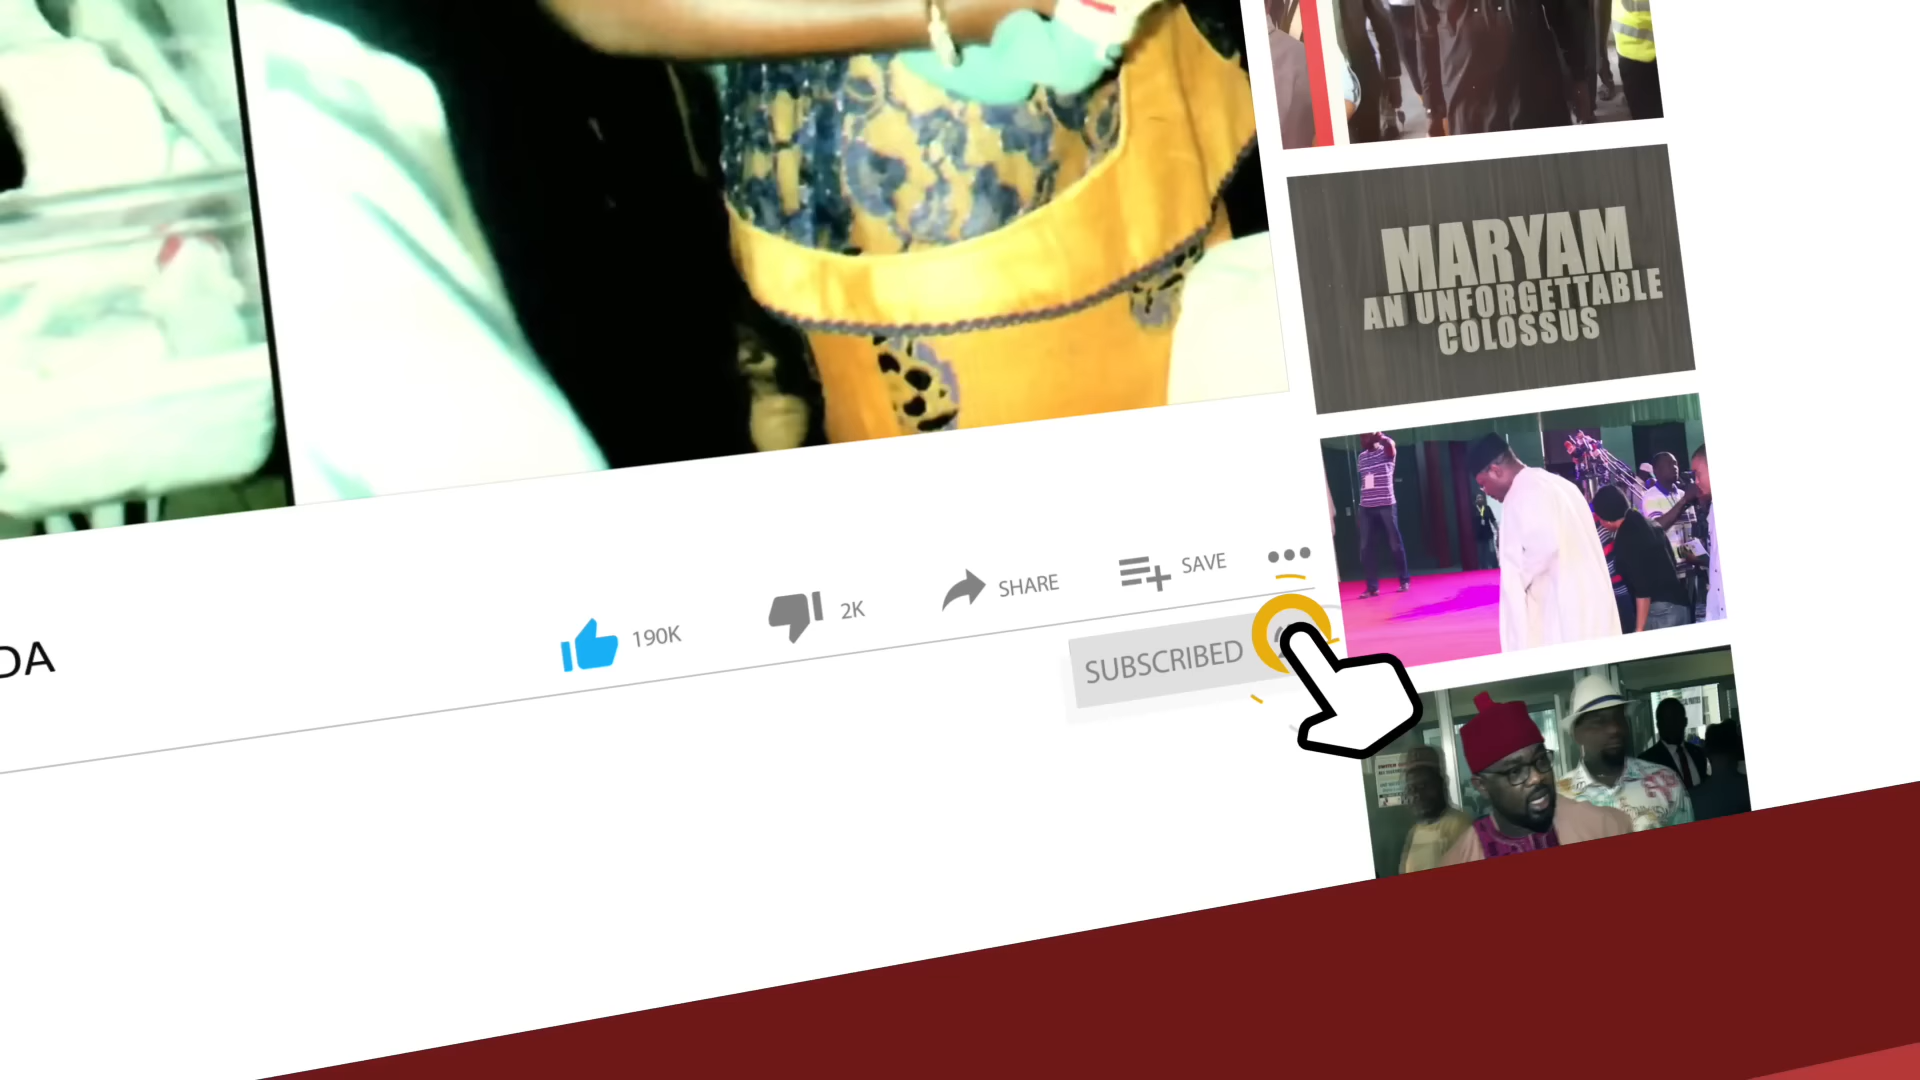 MARYAM
AN UNFORGETTABLE
COLOSSUS
DA
190K
2K
SHARE
SAVE
SUBSCRIBED